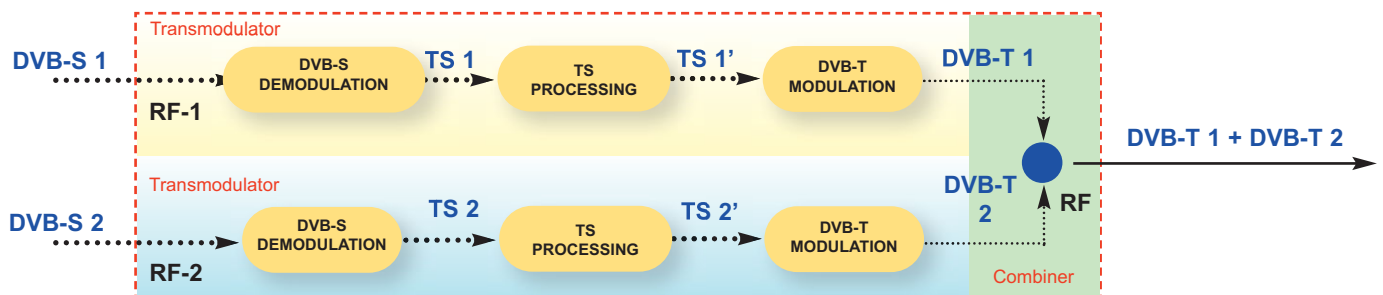 Transmodulator
DVB-S 1
RF-1
DVB-S
DEMODULATION
TS 1
TS
PROCESSING
TS 1’
DVB-T
MODULATION
DVB-T 1
DVB-T 1 + DVB-T 2
Transmodulator
DVB-S 2
RF-2
DVB-S
DEMODULATION
TS 2
TS
PROCESSING
TS 2’
DVB-T
MODULATION
DVB-T
2
RF
Combiner